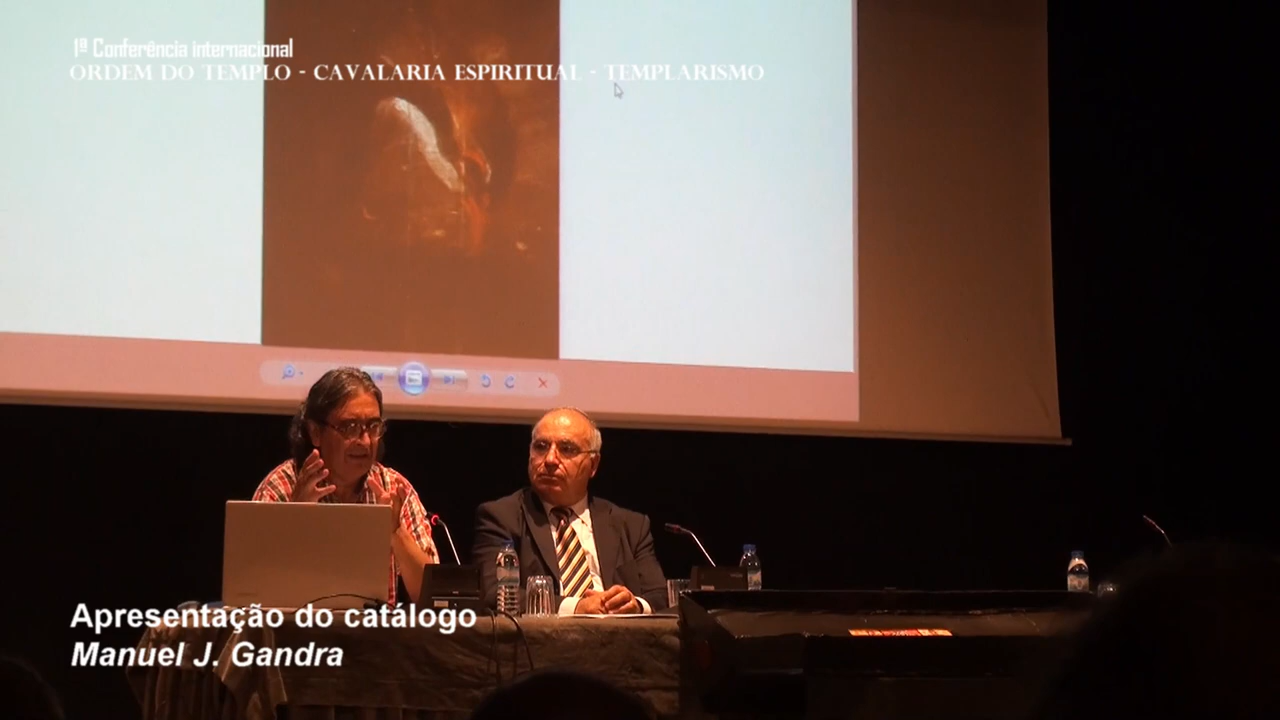 1ª Conferência internacional
ORDEM DO TEMPLO - CAVALARIA ESPIRITUAL - TEMPLARISMO
Apresentação do catálogo
Manuel J. Gandra